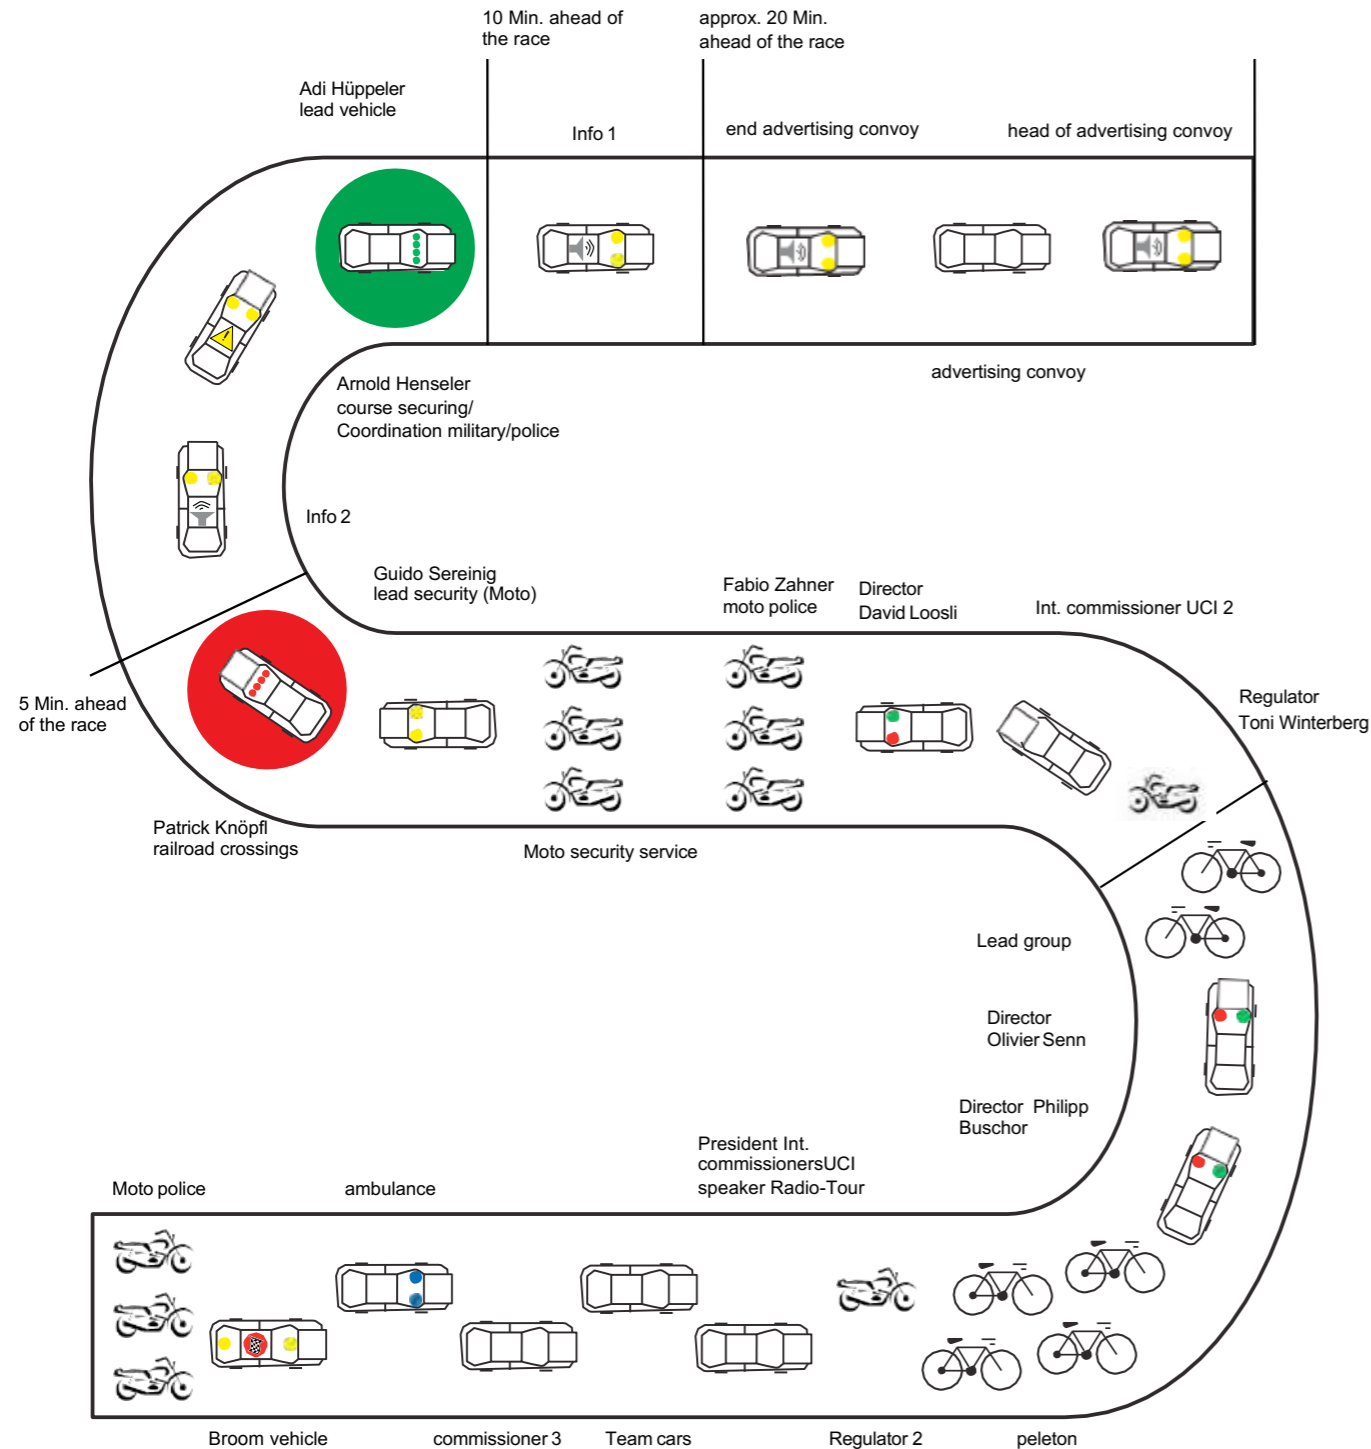 10 Min. ahead of
the race
approx. 20 Min.
ahead of the race
Adi Hüppeler
lead vehicle
Info 1
end advertising convoy
head of advertising convoy
advertising convoy
Arnold Henseler
course securing/
Coordination military/police
Info 2
Guido Sereinig
lead security (Moto)
Fabio Zahner
moto police
Director
David Loosli
Int. commissioner UCI 2
Regulator
Toni Winterberg
5 Min. ahead
of the race
Patrick Knöpfl
railroad crossings
Moto security service
Lead group
Director
Olivier Senn
Director Philipp
Buschor
President Int.
commissionersUCI
speaker Radio-Tour
Moto police
ambulance
Broom vehicle
commissioner 3
Team cars
Regulator 2
peleton